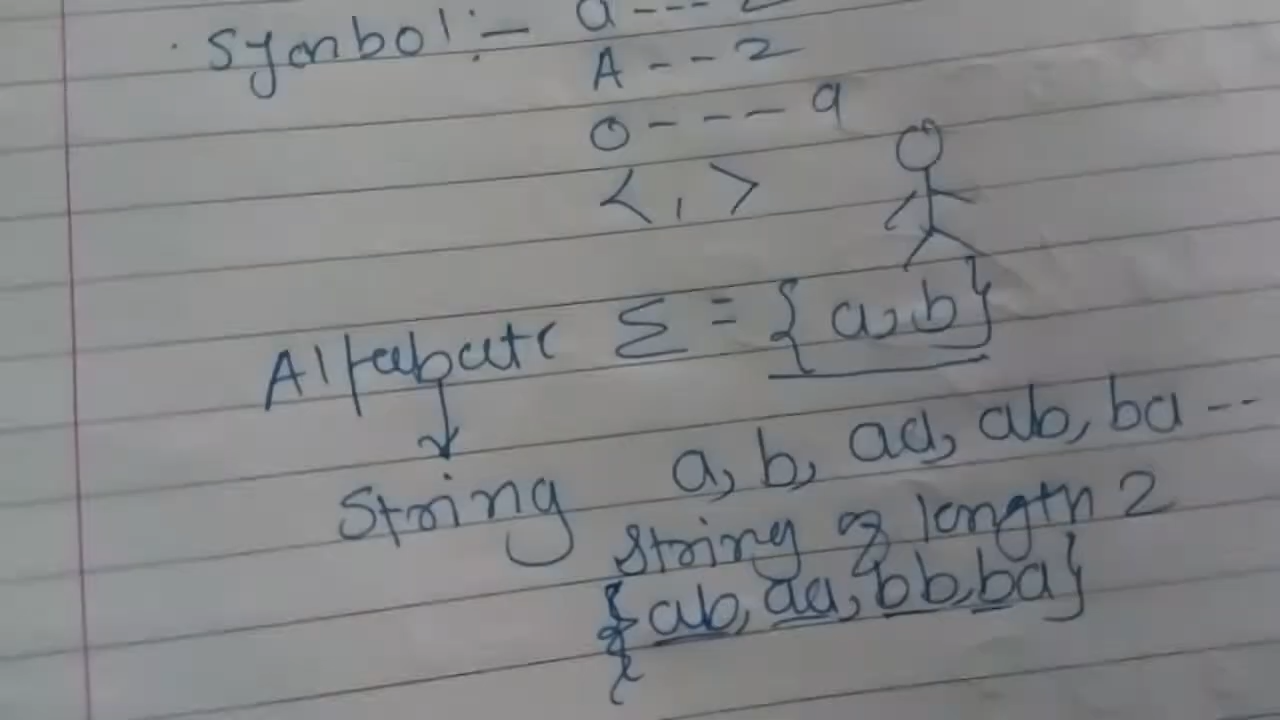 Symbol :- a --- z
A -- z
0 --- 9
< , >
Alfabate Σ = {a, b}
String a, b, aa, ab, ba --
String of length 2
{ab, aa, bb, ba}
{